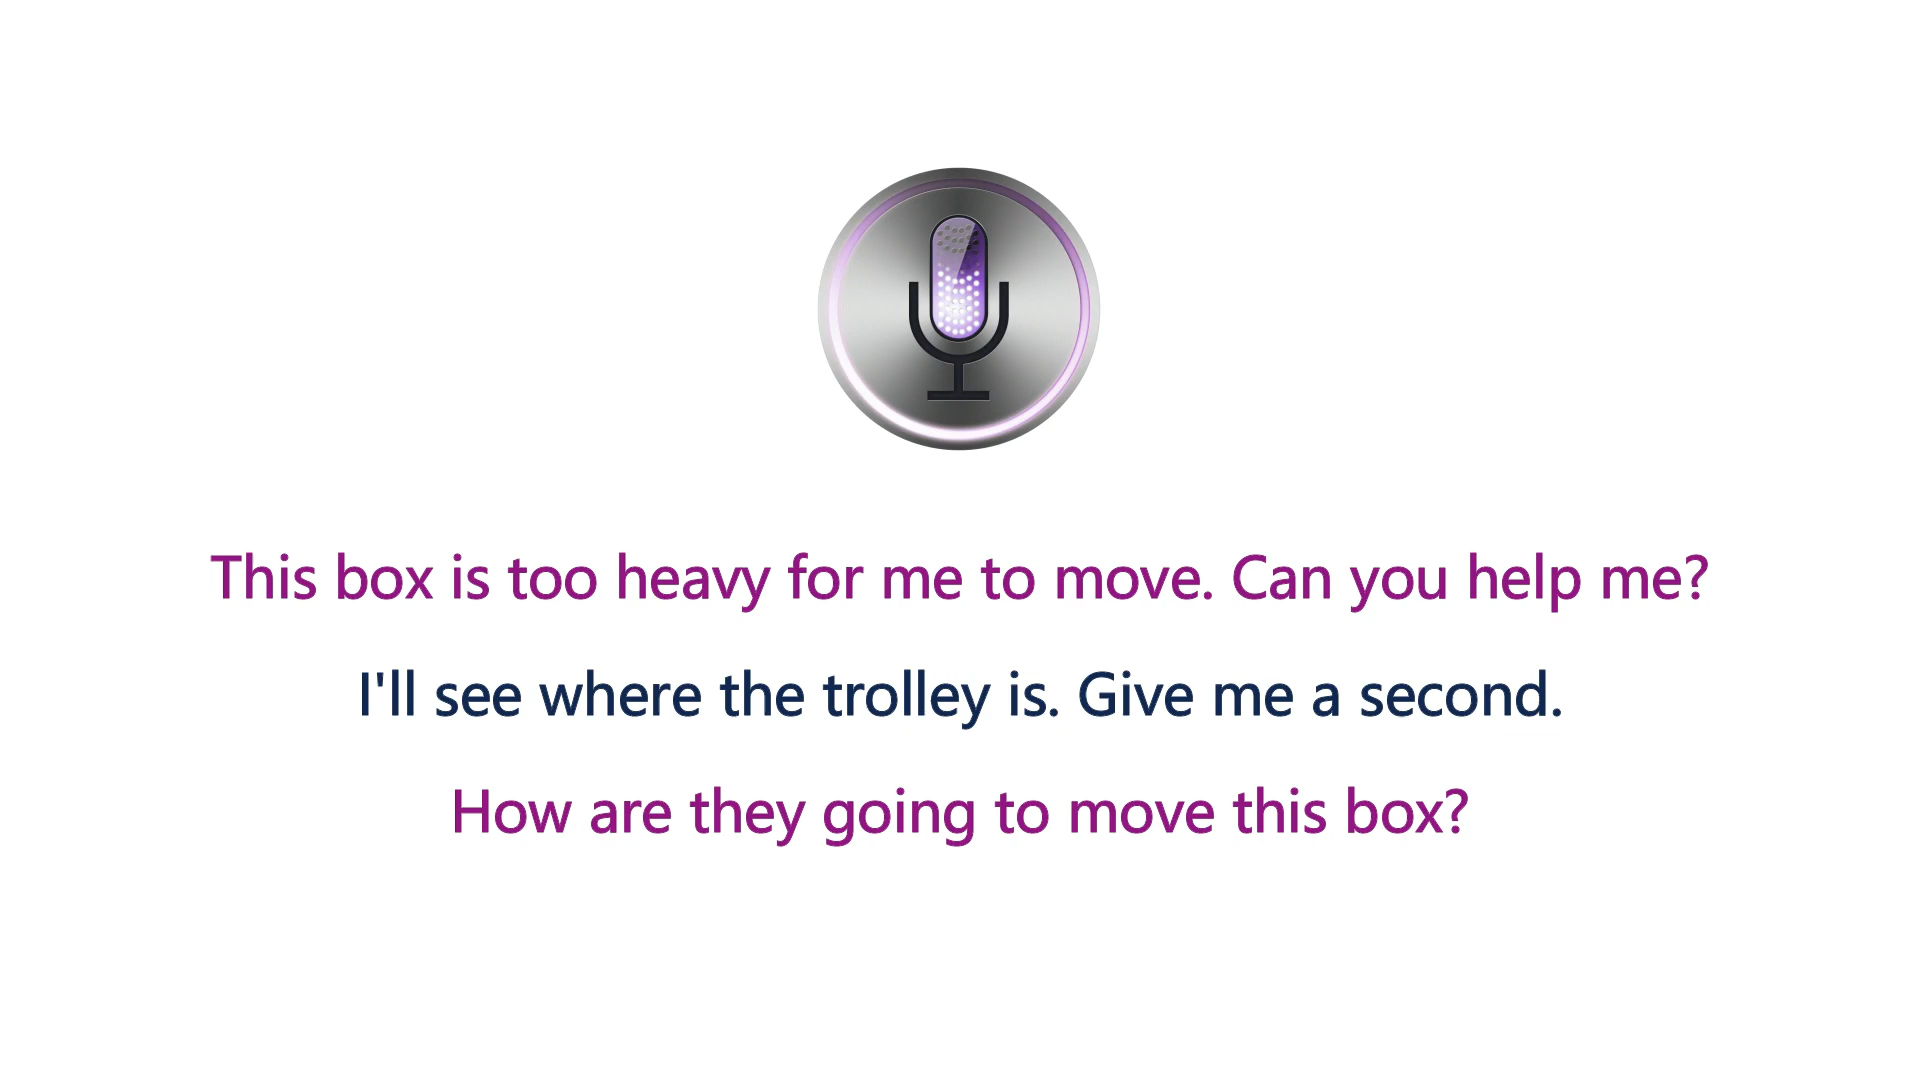 This box is too heavy for me to move. Can you help me?
I'll see where the trolley is. Give me a second.
How are they going to move this box?